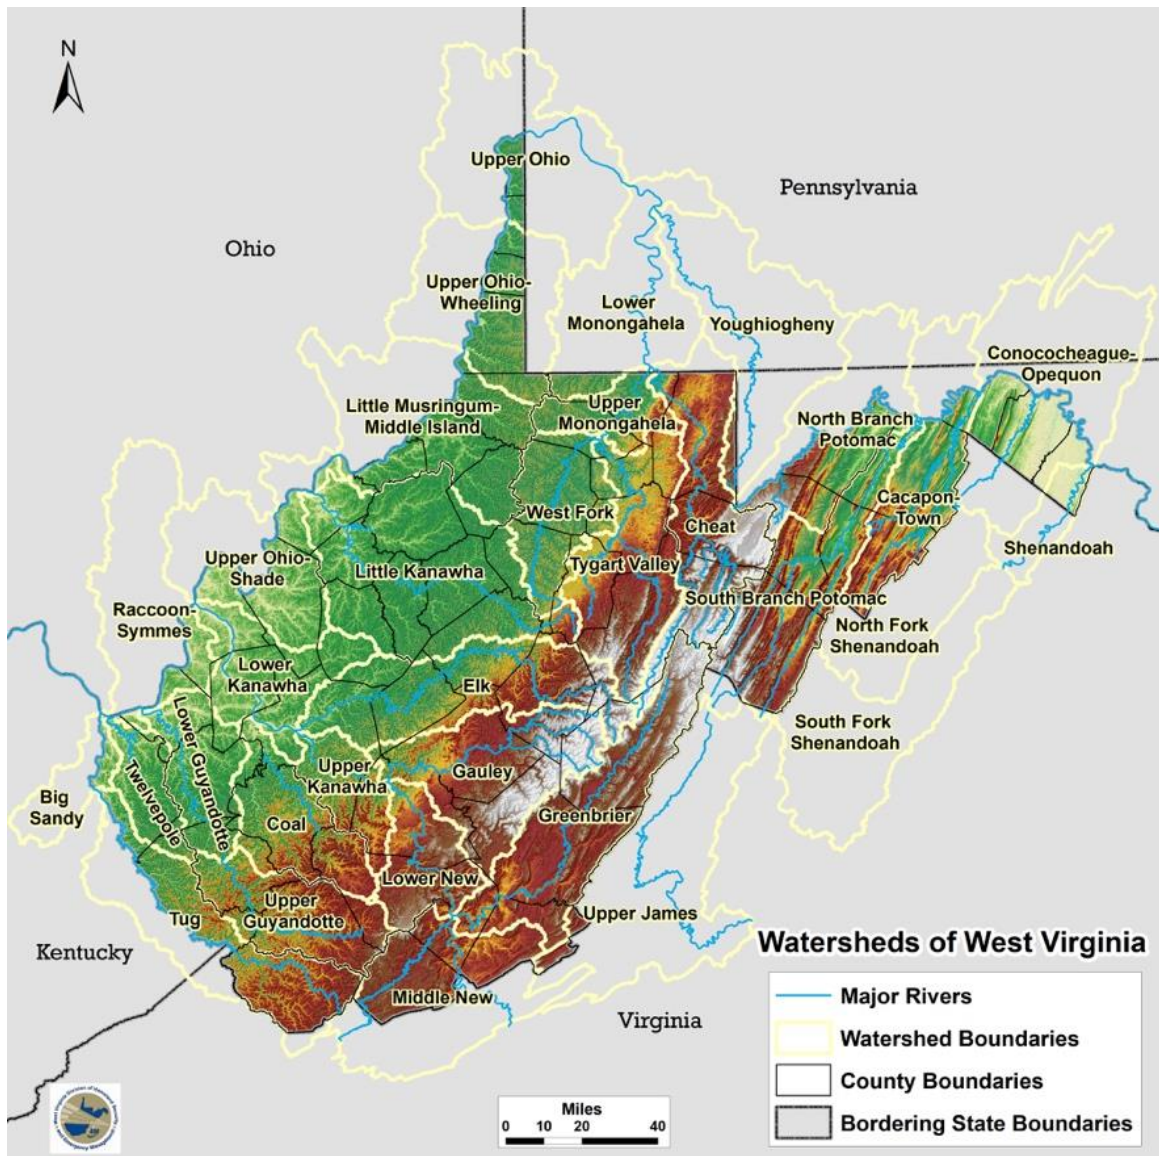 N
Upper Ohio
Pennsylvania
Ohio
Upper Ohio-
Wheeling
Lower
Monongahela
Youghiogheny
Conococheague-
Opequon
Little Musringum-
Middle Island
Upper
Monongahela
North Branch
Potomac
West Fork
Cheat
Cacapon-
Town
Shenandoah
Upper Ohio-
Shade
Little Kanawha
Tygart Valley
South Branch Potomac
Raccoon-
Symmes
North Fork
Shenandoah
Lower
Kanawha
Elk
South Fork
Shenandoah
Lower Guyandotte
Twelvepole
Upper
Kanawha
Gauley
Big
Sandy
Coal
Greenbrier
Lower New
Upper
Guyandotte
Tug
Upper James
Kentucky
Middle New
Virginia
Watersheds of West Virginia
Major Rivers
Watershed Boundaries
County Boundaries
Bordering State Boundaries
Miles
0 10 20 40